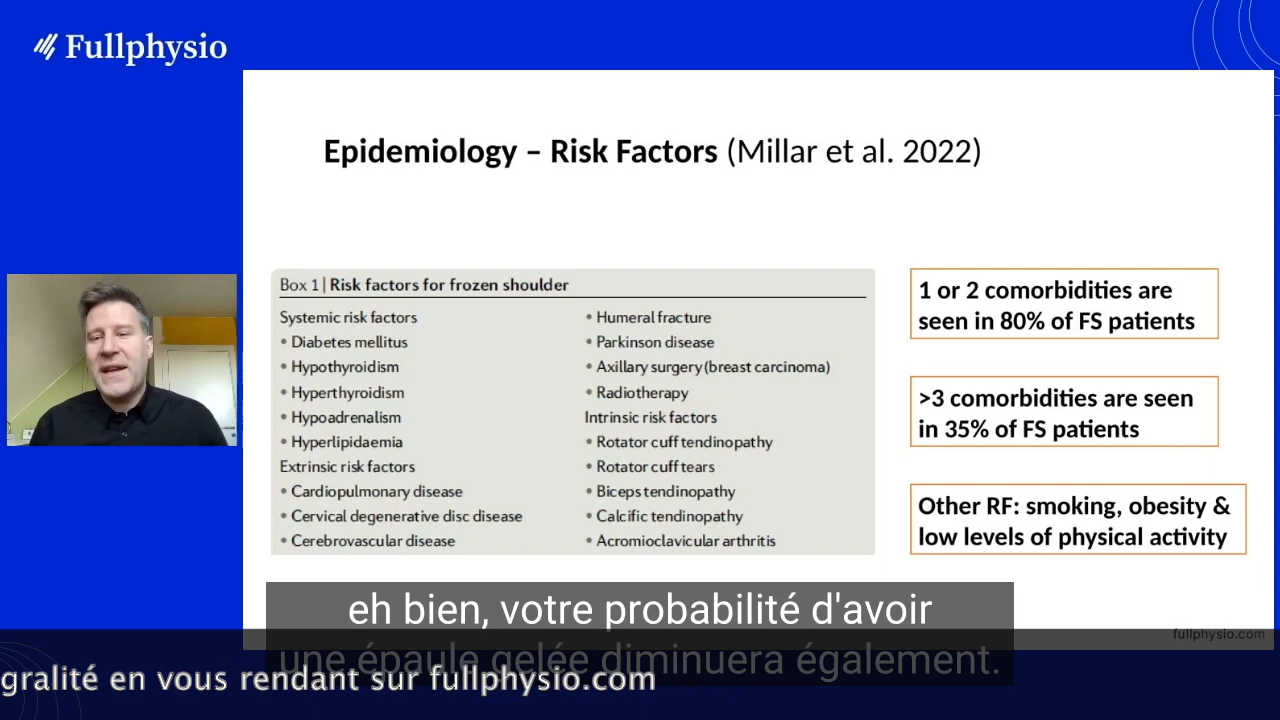 Fullphysio
Epidemiology – Risk Factors (Millar et al. 2022)
Box 1 | Risk factors for frozen shoulder
Systemic risk factors
• Diabetes mellitus
• Hypothyroidism
• Hyperthyroidism
• Hypoadrenalism
• Hyperlipidaemia
Extrinsic risk factors
• Cardiopulmonary disease
• Cervical degenerative disc disease
• Cerebrovascular disease
• Humeral fracture
• Parkinson disease
• Axillary surgery (breast carcinoma)
• Radiotherapy
Intrinsic risk factors
• Rotator cuff tendinopathy
• Rotator cuff tears
• Biceps tendinopathy
• Calcific tendinopathy
• Acromioclavicular arthritis
1 or 2 comorbidities are
seen in 80% of FS patients
>3 comorbidities are seen
in 35% of FS patients
Other RF: smoking, obesity &
low levels of physical activity
eh bien, votre probabilité d'avoir
une épaule gelée diminuera également.
fullphysio.com
gralité en vous rendant sur fullphysio.com